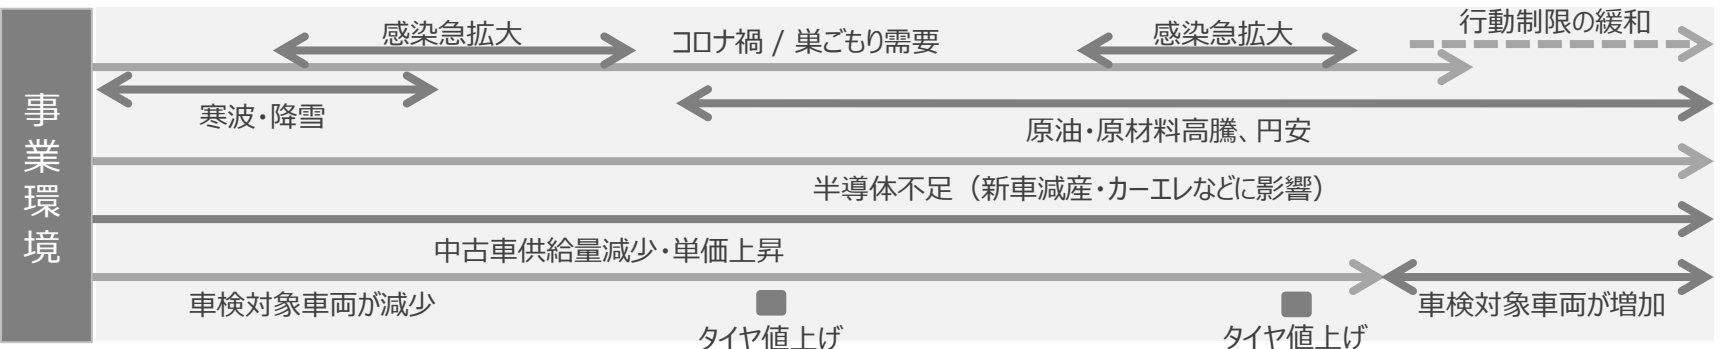 事業環境
感染急拡大
コロナ禍 / 巣ごもり需要
感染急拡大
行動制限の緩和
寒波・降雪
原油・原材料高騰、円安
半導体不足（新車減産・カーエレなどに影響）
中古車供給量減少・単価上昇
車検対象車両が減少
タイヤ値上げ
タイヤ値上げ
車検対象車両が増加